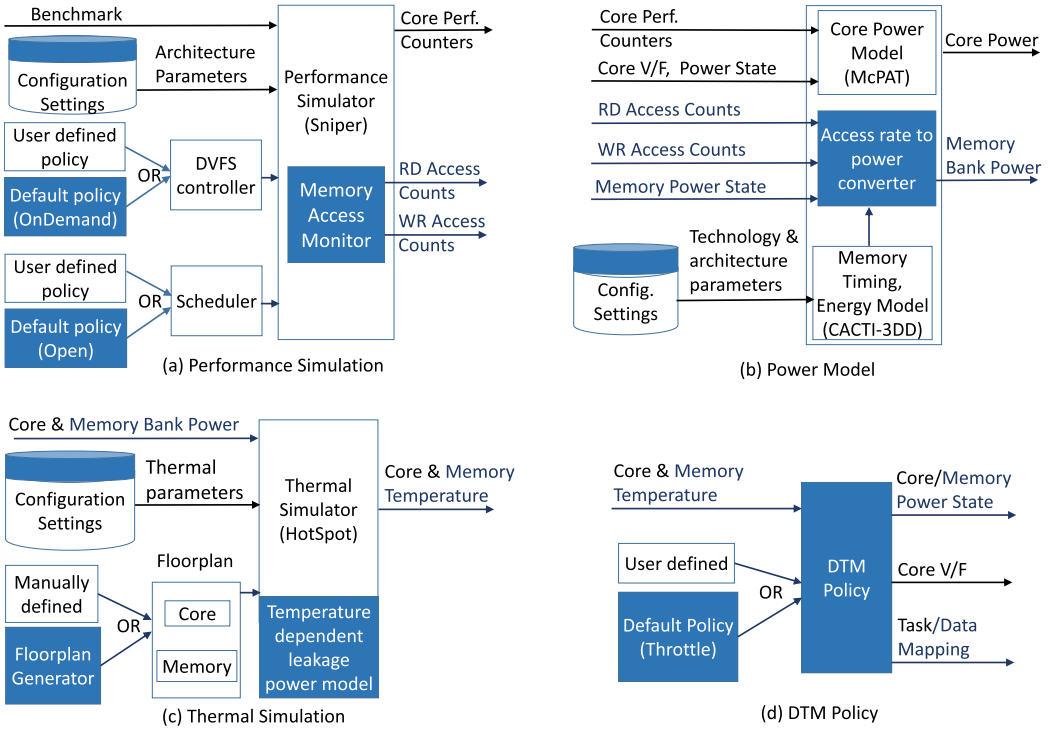 Benchmark
Configuration
Settings
Architecture
Parameters
User defined
policy
OR
Default policy
(OnDemand)
DVFS
controller
User defined
policy
OR
Default policy
(Open)
Scheduler
Performance
Simulator
(Sniper)
Memory
Access
Monitor
Core Perf.
Counters
RD Access
Counts
WR Access
Counts
(a) Performance Simulation
Core Perf.
Counters
Core V/F, Power State
RD Access Counts
WR Access Counts
Memory Power State
Config.
Settings
Technology &
architecture
parameters
Core Power
Model
(McPAT)
Access rate to
power
converter
Memory
Timing,
Energy Model
(CACTI-3DD)
Core Power
Memory
Bank Power
(b) Power Model
Core & Memory Bank Power
Configuration
Settings
Thermal
parameters
Manually
defined
OR
Floorplan
Generator
Floorplan
Core
Memory
Thermal
Simulator
(HotSpot)
Temperature
dependent
leakage
power model
Core & Memory
Temperature
(c) Thermal Simulation
Core & Memory
Temperature
User defined
OR
Default Policy
(Throttle)
DTM
Policy
Core/Memory
Power State
Core V/F
Task/Data
Mapping
(d) DTM Policy